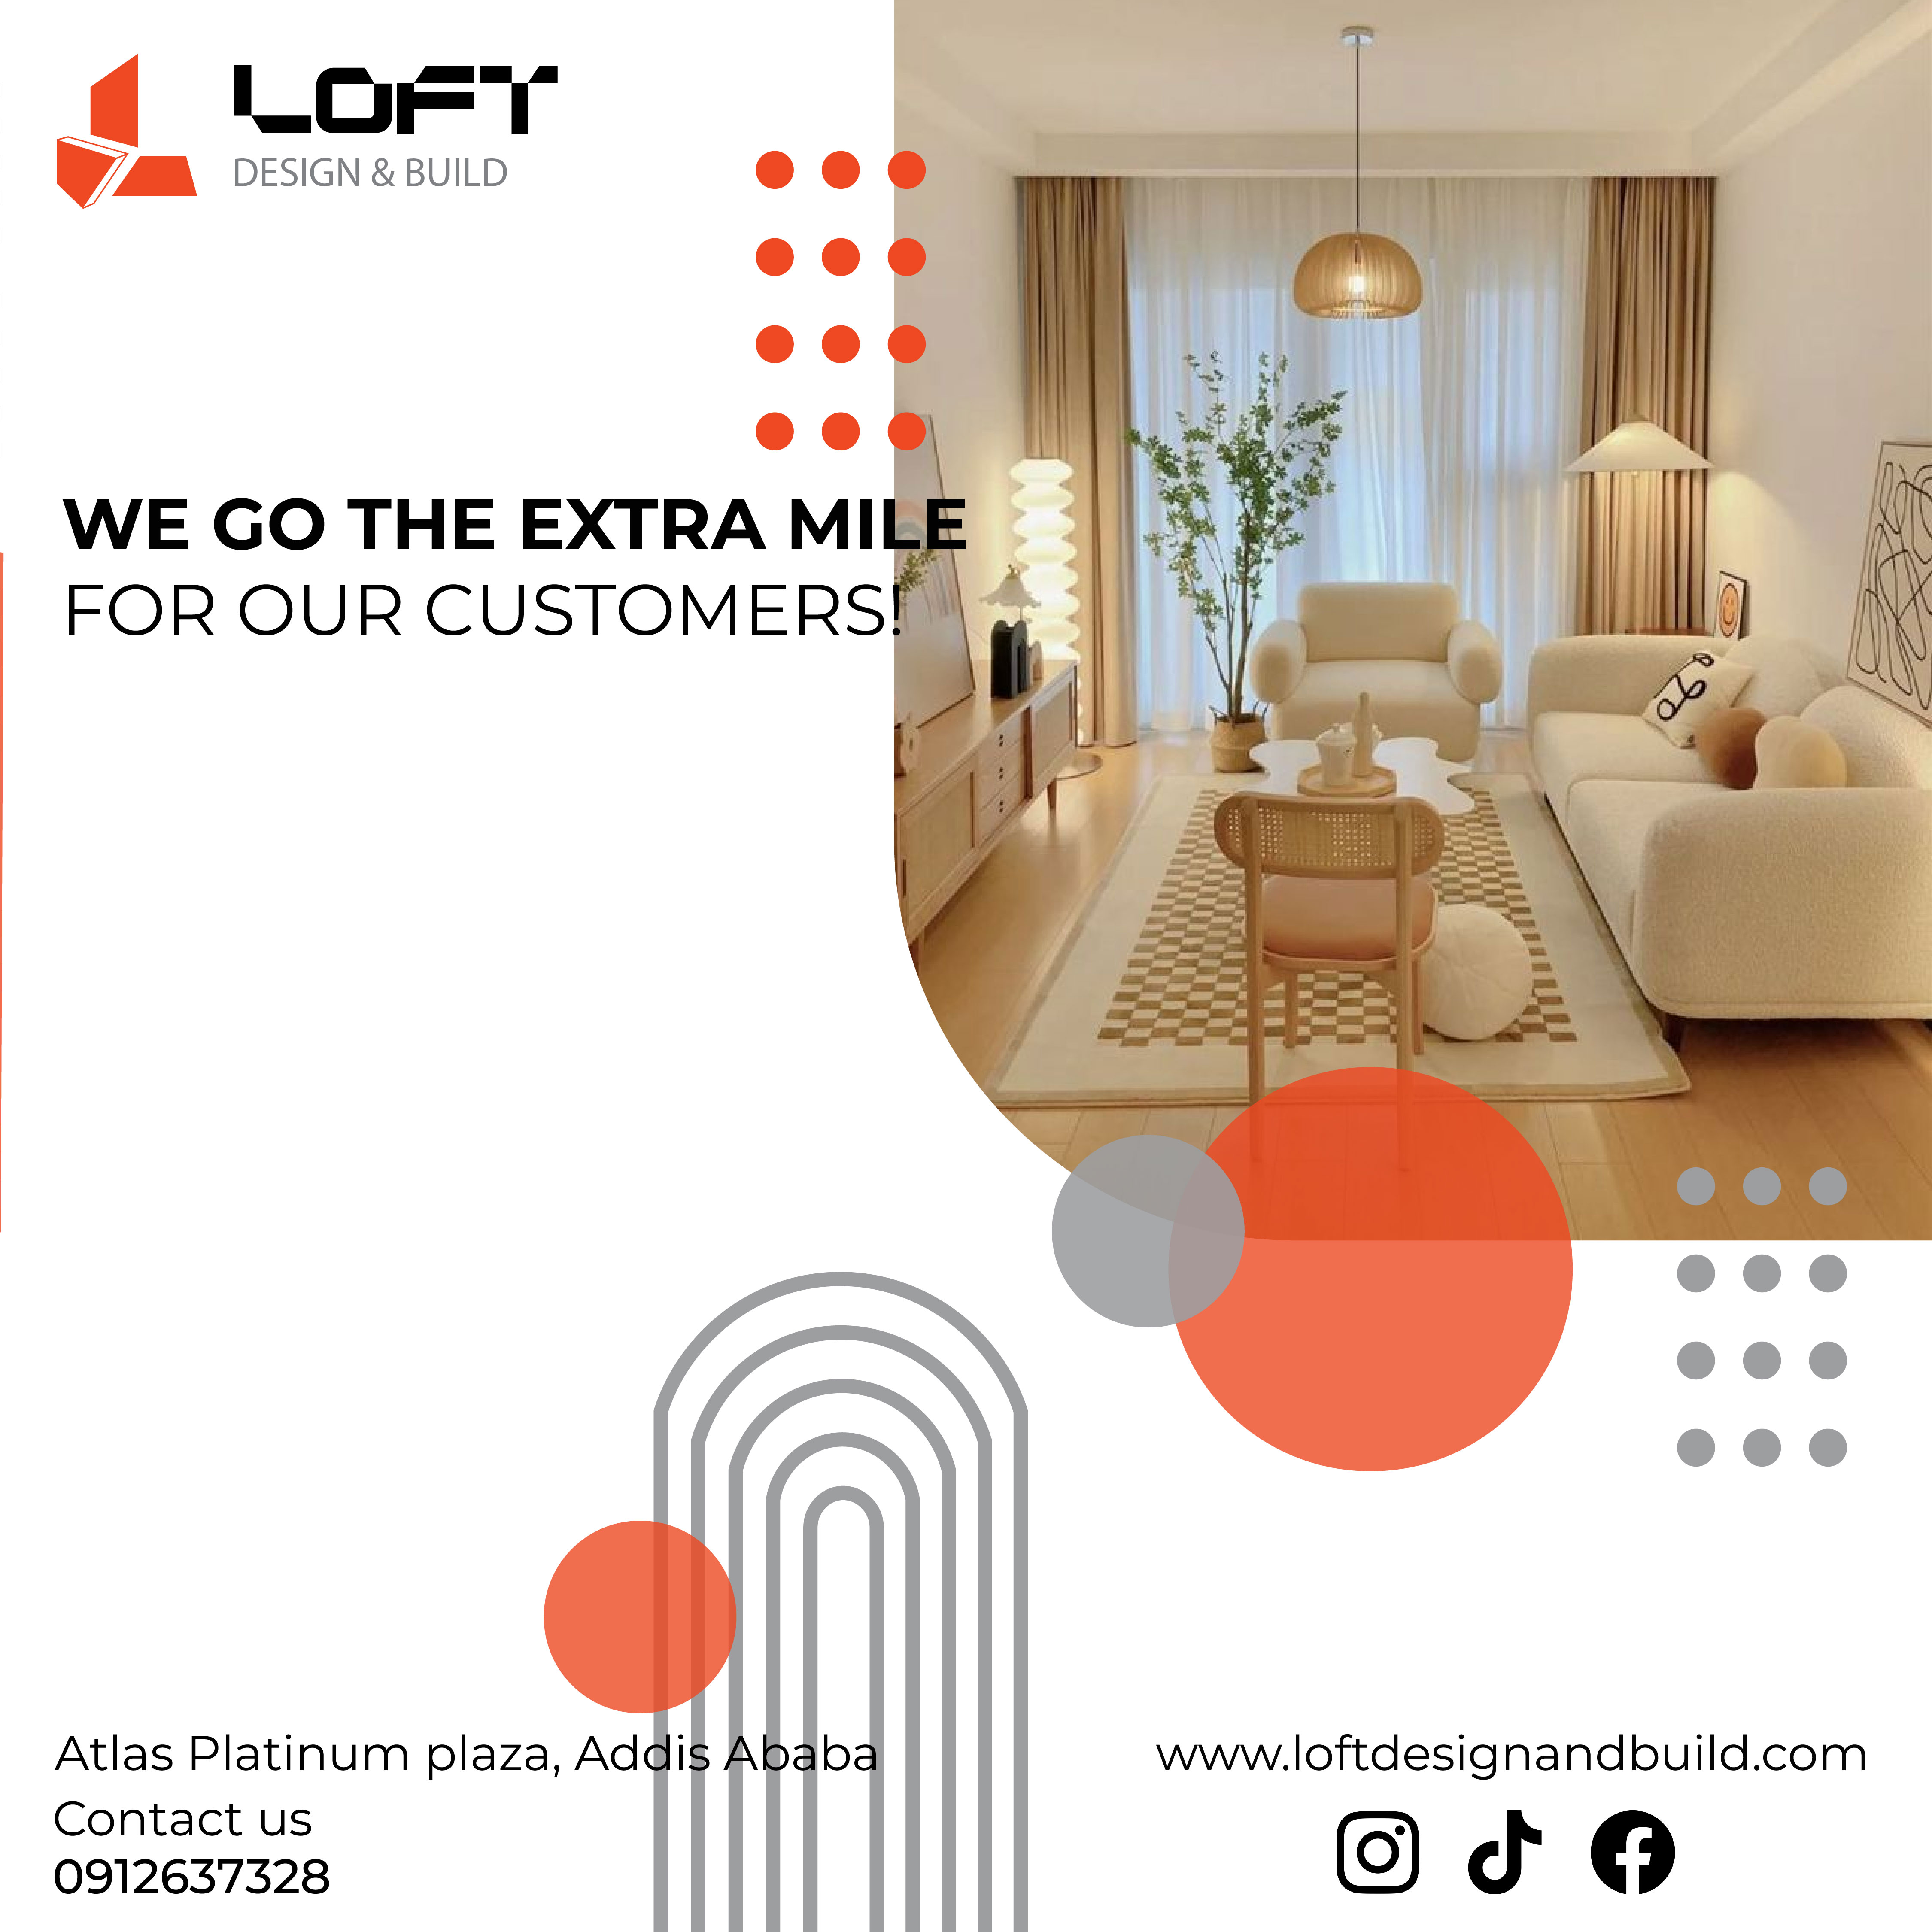 LOFT
DESIGN & BUILD
WE GO THE EXTRA MILE
FOR OUR CUSTOMERS!
Atlas Platinum plaza, Addis Ababa
Contact us
0912637328
www.loftdesignandbuild.com